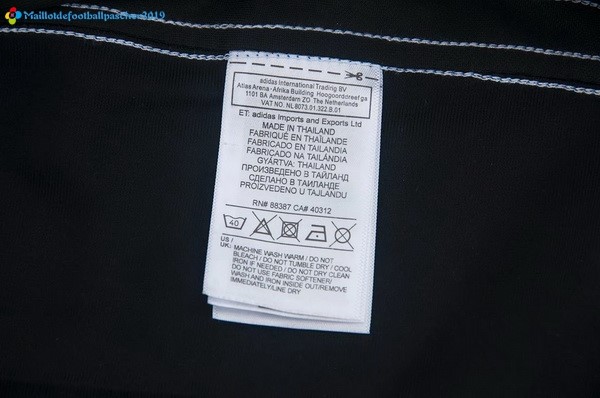 Maillotdefootballpascher2019
adidas International Trading BV
Atlas Arena - Afrika Building Hoogoordoreef ga
1101 BA Amsterdam ZO The Netherlands
VAT NO. NL 8073.01.322.B.01
ET: adidas Imports and Exports Ltd
MADE IN THAILAND
FABRIQUÉ EN THAÏLANDE
FABRICADO EN TAILANDIA
FABRICADO NA TAILÂNDIA
GYÁRTVA: THAILAND
ПРОИЗВЕДЕНО В ТАЙЛАНД
СДЕЛАНО В ТАИЛАНДЕ
PROIZVEDENO U TAJLANDU
RN# 88387 CA# 40312
40
US /
UK: MACHINE WASH WARM / DO NOT
BLEACH / DO NOT TUMBLE DRY / COOL
IRON IF NEEDED / DO NOT DRY CLEAN
DO NOT USE FABRIC SOFTENER/
WASH AND IRON INSIDE OUT/REMOVE
IMMEDIATELY/LINE DRY